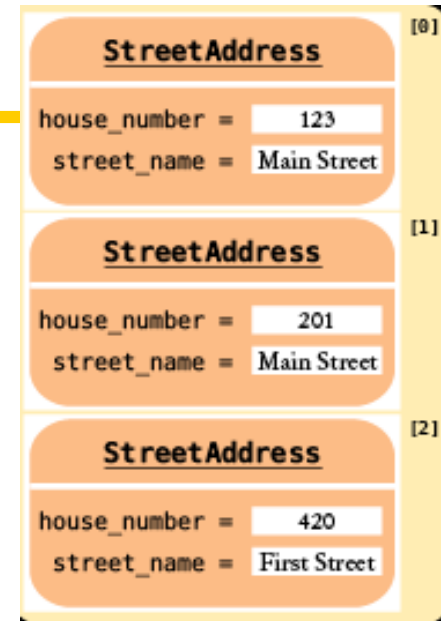 [0]
StreetAddress
house_number = 123
street_name = Main Street
[1]
StreetAddress
house_number = 201
street_name = Main Street
[2]
StreetAddress
house_number = 420
street_name = First Street